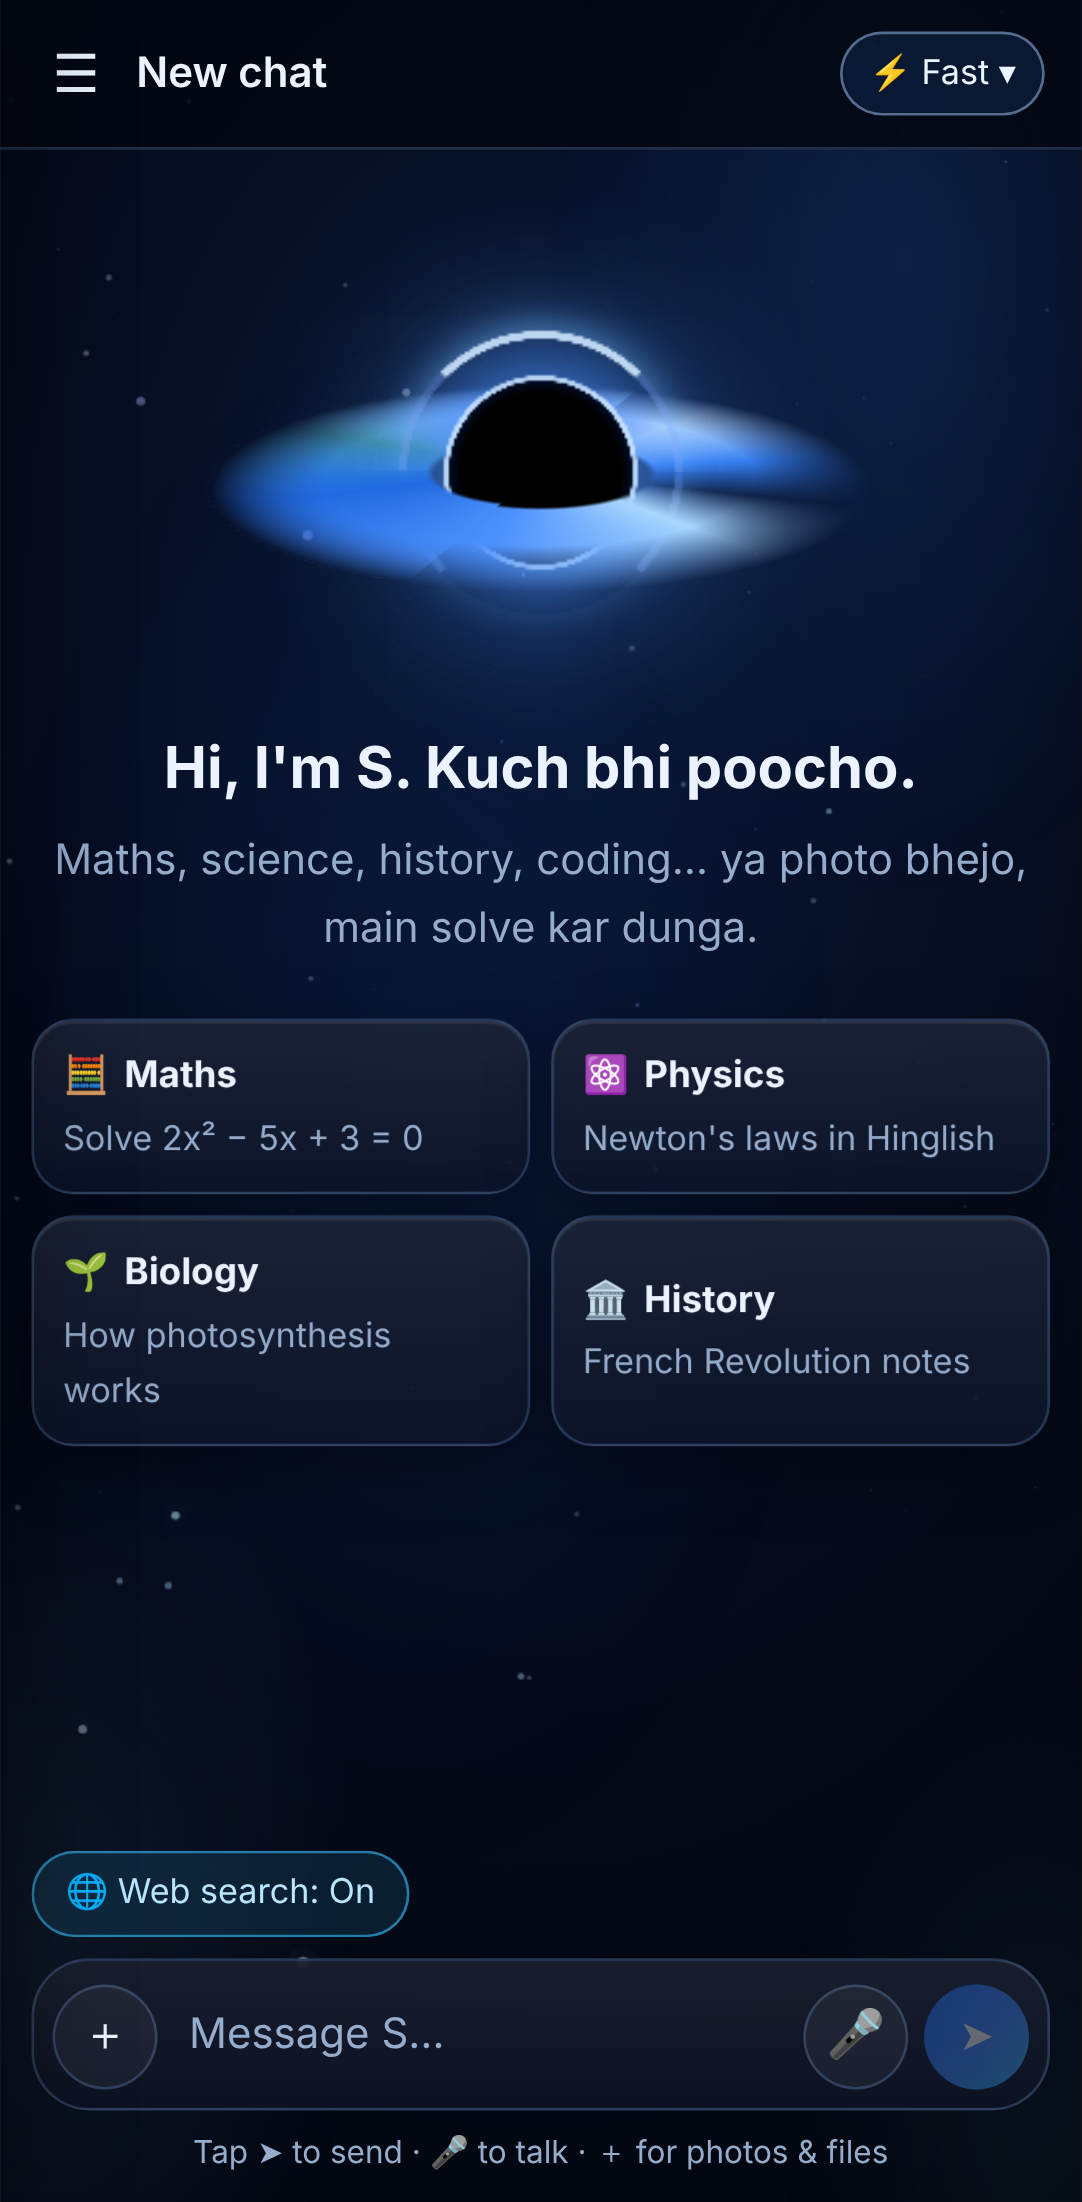 ☰ New chat
⚡ Fast ▾
Hi, I'm S. Kuch bhi poocho.
Maths, science, history, coding... ya photo bhejo,
main solve kar dunga.
🧮 Maths
Solve 2x² − 5x + 3 = 0
⚛️ Physics
Newton's laws in Hinglish
🌱 Biology
How photosynthesis
works
🏛️ History
French Revolution notes
🌐 Web search: On
+ Message S... 🎤 ➤
Tap ➤ to send · 🎤 to talk · + for photos & files